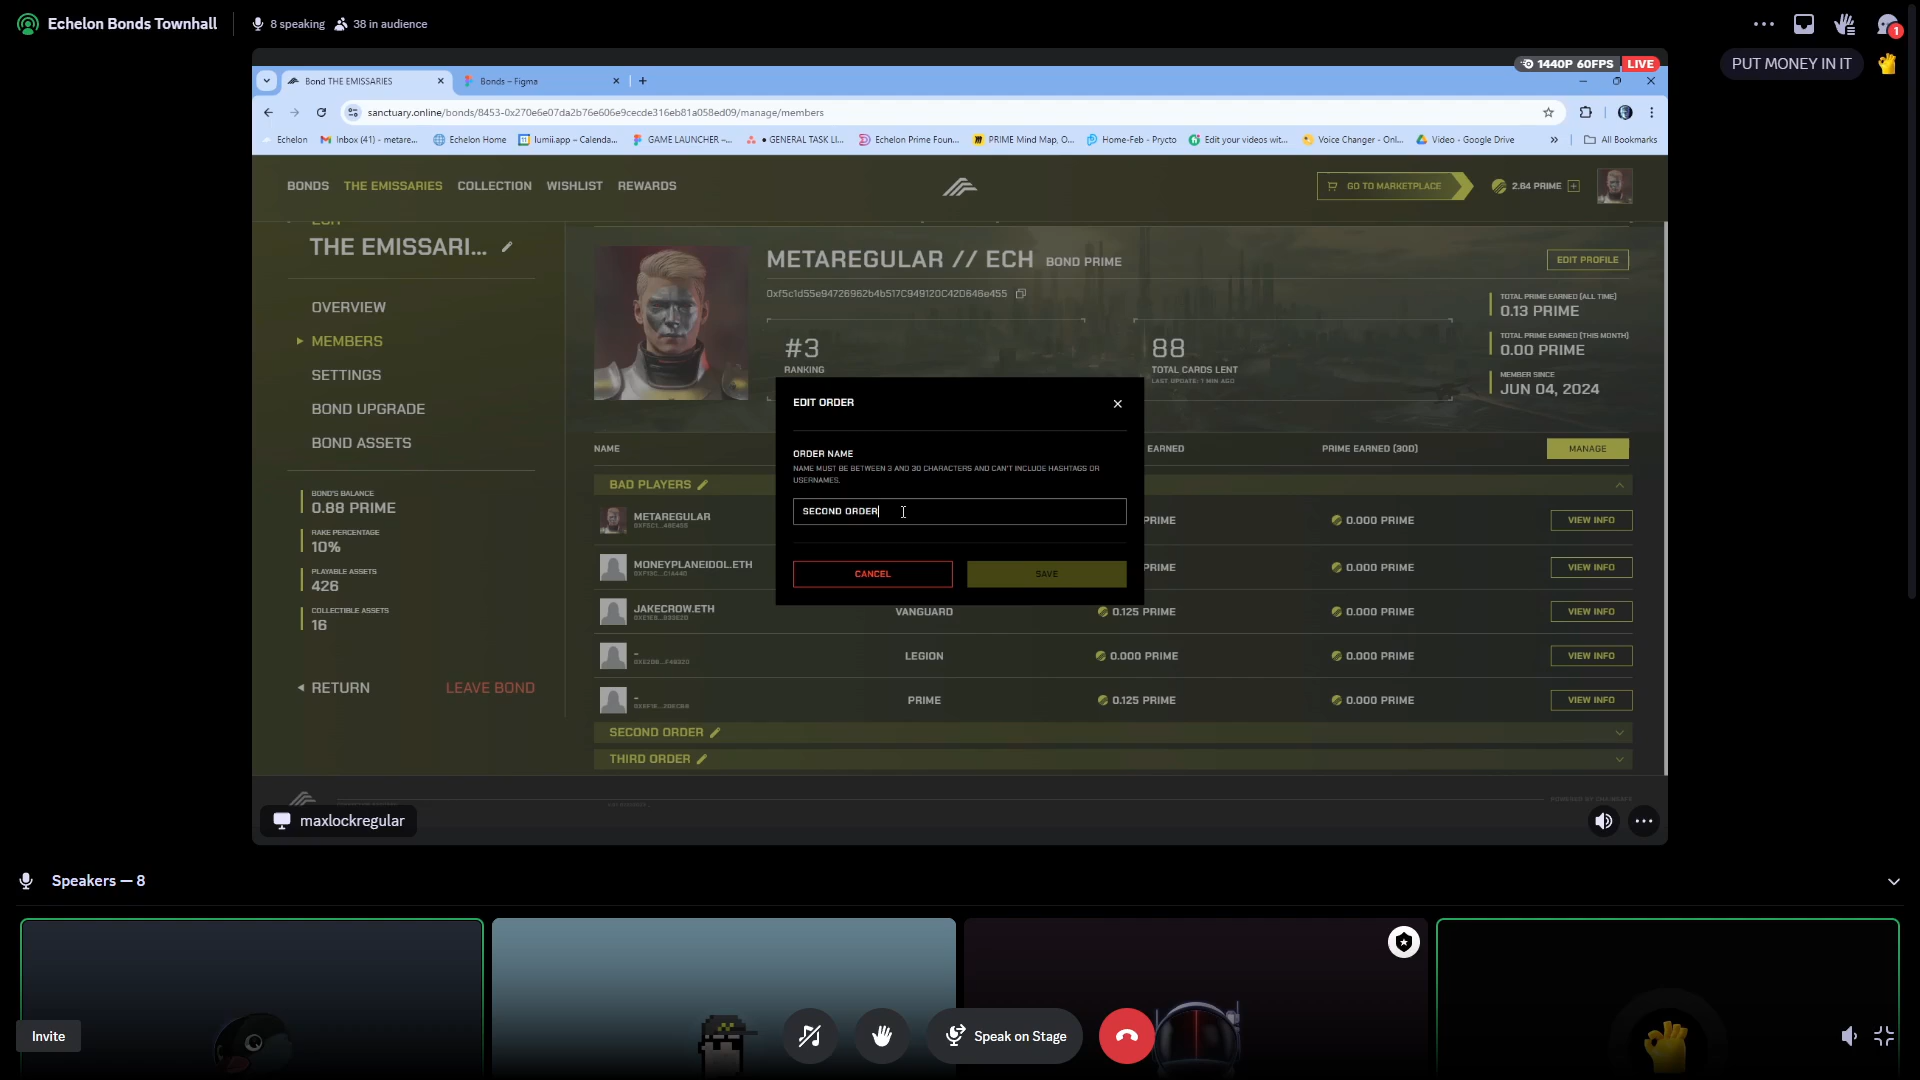 Echelon Bonds Townhall
8 speaking
38 in audience
1
PUT MONEY IN IT
1440P 60FPS
LIVE
Bond THE EMISSARIES
Bonds – Figma
sanctuary.online/bonds/8453-0x270e6e07da2b76e606e9cecde316eb81a058ed09/manage/members
Echelon
Inbox (41) - metare...
Echelon Home
lumii.app – Calenda...
GAME LAUNCHER –...
GENERAL TASK LI...
Echelon Prime Foun...
PRIME Mind Map, O...
Home-Feb - Prycto
Edit your videos wit...
Voice Changer - Onl...
Video - Google Drive
All Bookmarks
BONDS
THE EMISSARIES
COLLECTION
WISHLIST
REWARDS
GO TO MARKETPLACE
2.64 PRIME
THE EMISSARI...
OVERVIEW
MEMBERS
SETTINGS
BOND UPGRADE
BOND ASSETS
BOND'S BALANCE
0.88 PRIME
RAKE PERCENTAGE
10%
PLAYABLE ASSETS
426
COLLECTIBLE ASSETS
16
RETURN
LEAVE BOND
METAREGULAR // ECH
BOND PRIME
EDIT PROFILE
#3
RANKING
88
TOTAL CARDS LENT
LAST UPDATE: 1 MIN AGO
TOTAL PRIME EARNED (ALL TIME)
0.13 PRIME
TOTAL PRIME EARNED (THIS MONTH)
0.00 PRIME
MEMBER SINCE
JUN 04, 2024
NAME
EARNED
PRIME EARNED (30D)
MANAGE
BAD PLAYERS
METAREGULAR
PRIME
0.000 PRIME
VIEW INFO
MONEYPLANEIDOL.ETH
PRIME
0.000 PRIME
VIEW INFO
JAKECROW.ETH
VANGUARD
0.125 PRIME
0.000 PRIME
VIEW INFO
-
LEGION
0.000 PRIME
0.000 PRIME
VIEW INFO
-
PRIME
0.125 PRIME
0.000 PRIME
VIEW INFO
SECOND ORDER
THIRD ORDER
EDIT ORDER
ORDER NAME
NAME MUST BE BETWEEN 3 AND 30 CHARACTERS AND CAN'T INCLUDE HASHTAGS OR
USERNAMES.
SECOND ORDER
CANCEL
SAVE
maxlockregular
Speakers — 8
Invite
Speak on Stage